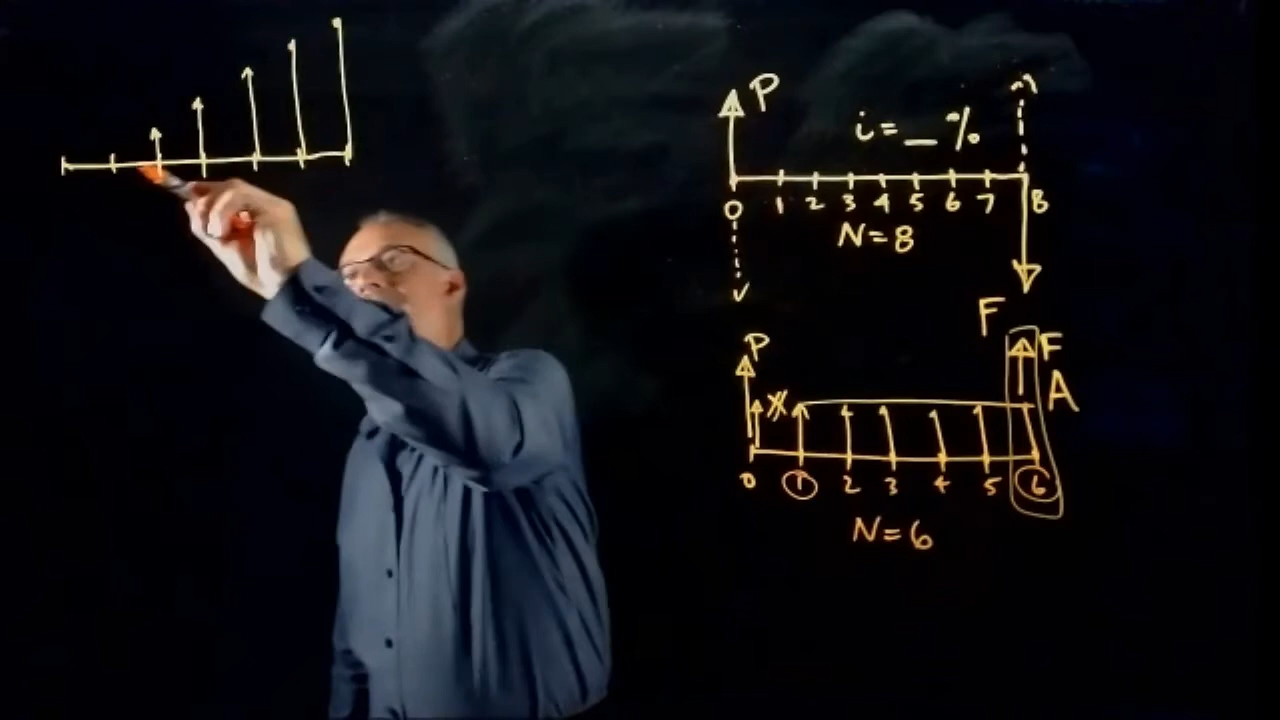 P
i = _ %
0 1 2 3 4 5 6 7 8
N=8
F
P F
A
0 1 2 3 4 5 6
N=6